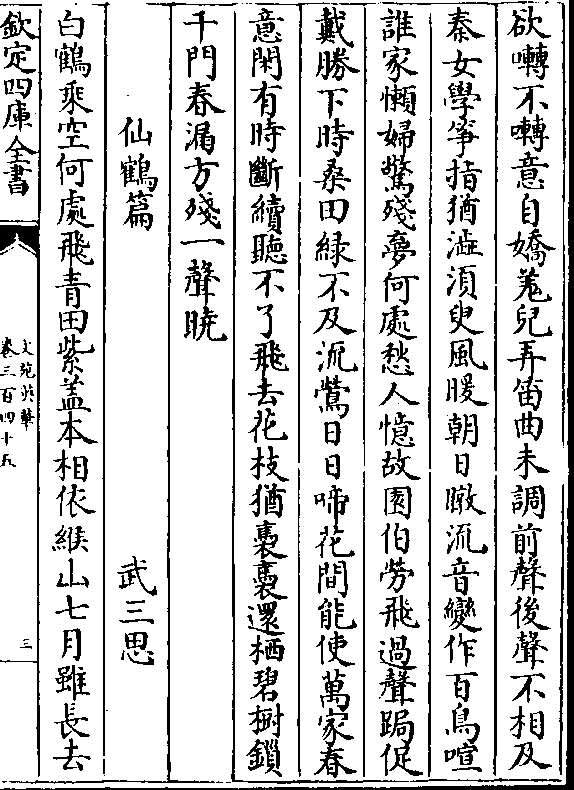 欲囀不囀意自嬌羗兒弄笛曲未調前聲後聲不相及
秦女學筝指猶澁湏臾風暖朝日暾流音變作百鳥喧
誰家懶婦驚殘夢何處愁人憶故園伯勞飛過聲跼促
戴勝下時桑田緑不及流鶯日日啼花間能使萬家春
意閑有時斷續聽不了飛去花枝猶裊裊還栖碧樹鎖
千門春漏方殘一聲曉
仙鶴篇 武三思
白鶴乘空何處飛青田紫盖本相依緱山七月雖長去
欽定四庫全書
文苑英華
卷三百四十五
三